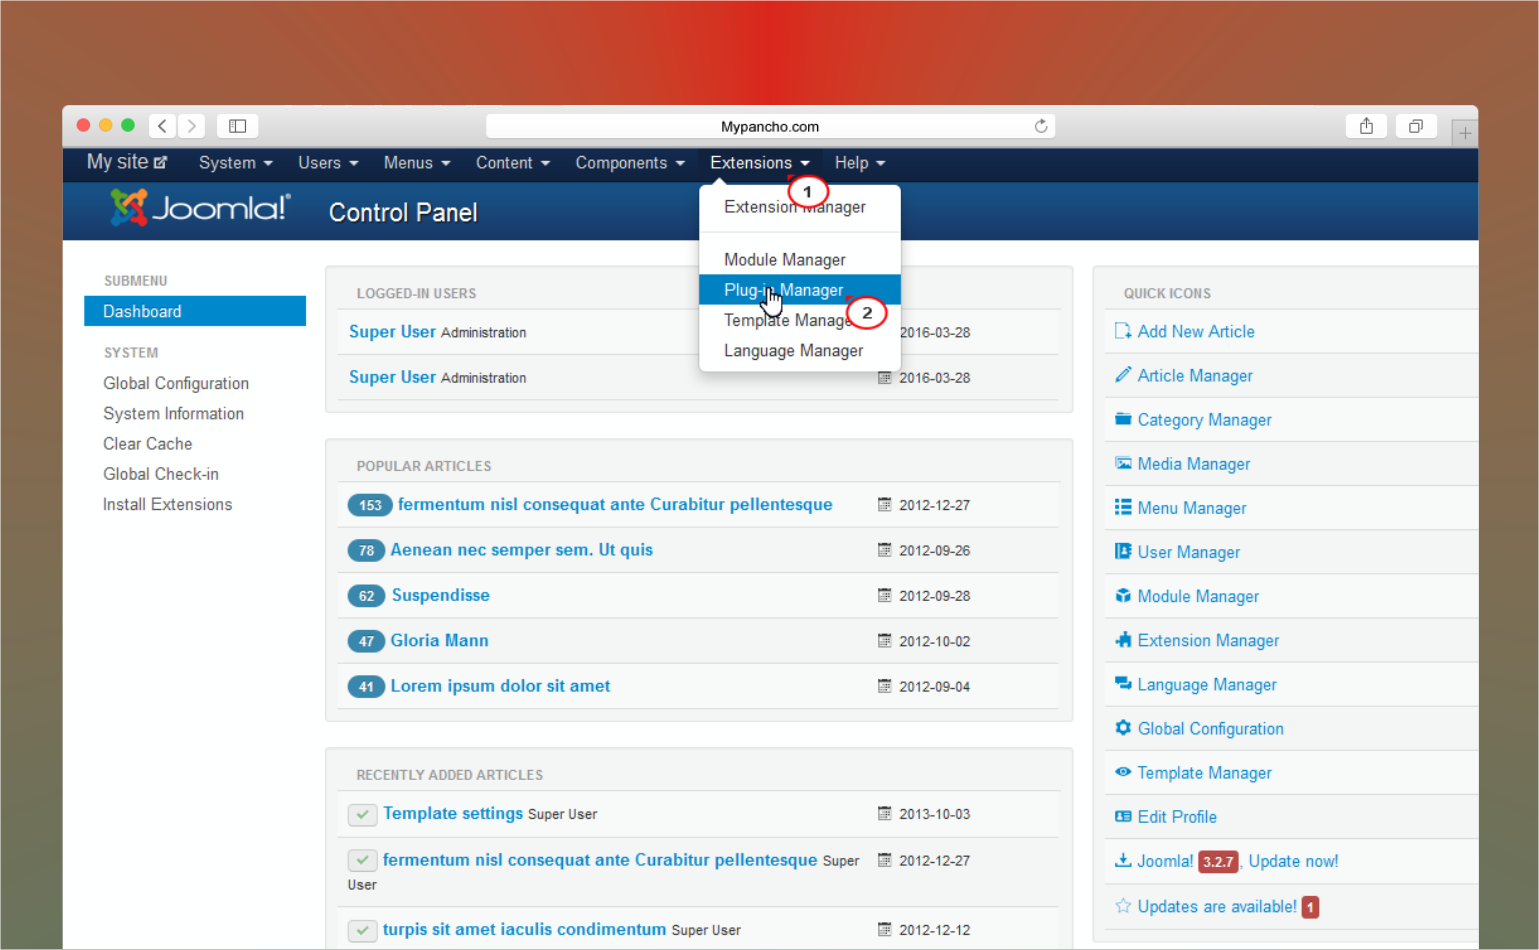 Mypancho.com
My site System Users Menus Content Components Extensions Help
Joomla! Control Panel
1
Extension Manager
Module Manager
Plug-in Manager
2
Template Manager
Language Manager
SUBMENU
Dashboard
SYSTEM
Global Configuration
System Information
Clear Cache
Global Check-in
Install Extensions
LOGGED-IN USERS
Super User Administration 2016-03-28
Super User Administration 2016-03-28
POPULAR ARTICLES
153 fermentum nisl consequat ante Curabitur pellentesque 2012-12-27
78 Aenean nec semper sem. Ut quis 2012-09-26
62 Suspendisse 2012-09-28
47 Gloria Mann 2012-10-02
41 Lorem ipsum dolor sit amet 2012-09-04
RECENTLY ADDED ARTICLES
Template settings Super User 2013-10-03
fermentum nisl consequat ante Curabitur pellentesque Super 2012-12-27
User
turpis sit amet iaculis condimentum Super User 2012-12-12
QUICK ICONS
Add New Article
Article Manager
Category Manager
Media Manager
Menu Manager
User Manager
Module Manager
Extension Manager
Language Manager
Global Configuration
Template Manager
Edit Profile
Joomla! 3.2.7, Update now!
Updates are available! 1